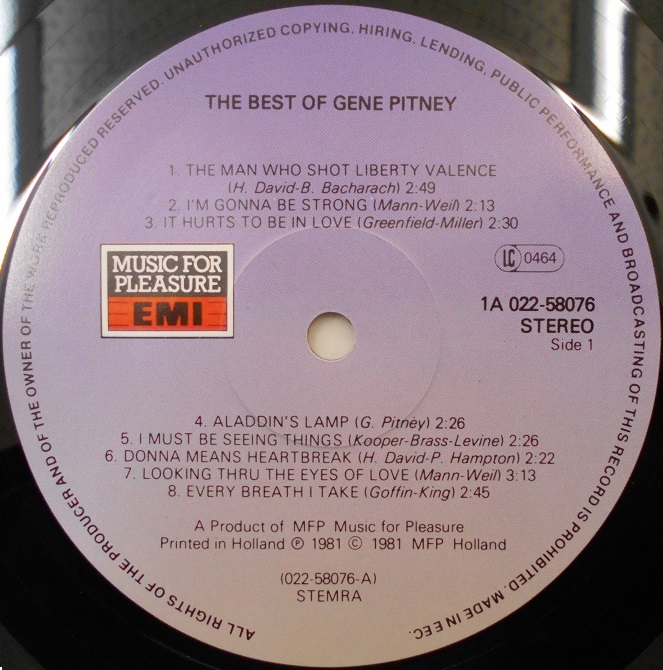 ALL RIGHTS OF THE PRODUCER AND OF THE OWNER OF THE WORK REPRODUCED RESERVED. UNAUTHORIZED COPYING, HIRING, LENDING, PUBLIC PERFORMANCE AND BROADCASTING OF THIS RECORD IS PROHIBITED. MADE IN EEC.
THE BEST OF GENE PITNEY
1. THE MAN WHO SHOT LIBERTY VALENCE
(H. David-B. Bacharach) 2:49
2. I'M GONNA BE STRONG (Mann-Weil) 2:13
3. IT HURTS TO BE IN LOVE (Greenfield-Miller) 2:30
MUSIC FOR
PLEASURE
EMI
LC 0464
1A 022-58076
STEREO
Side 1
4. ALADDIN'S LAMP (G. Pitney) 2:26
5. I MUST BE SEEING THINGS (Kooper-Brass-Levine) 2:26
6. DONNA MEANS HEARTBREAK (H. David-P. Hampton) 2:22
7. LOOKING THRU THE EYES OF LOVE (Mann-Weil) 3:13
8. EVERY BREATH I TAKE (Goffin-King) 2:45
A Product of MFP Music for Pleasure
Printed in Holland ℗ 1981 © 1981 MFP Holland
(022-58076-A)
STEMRA